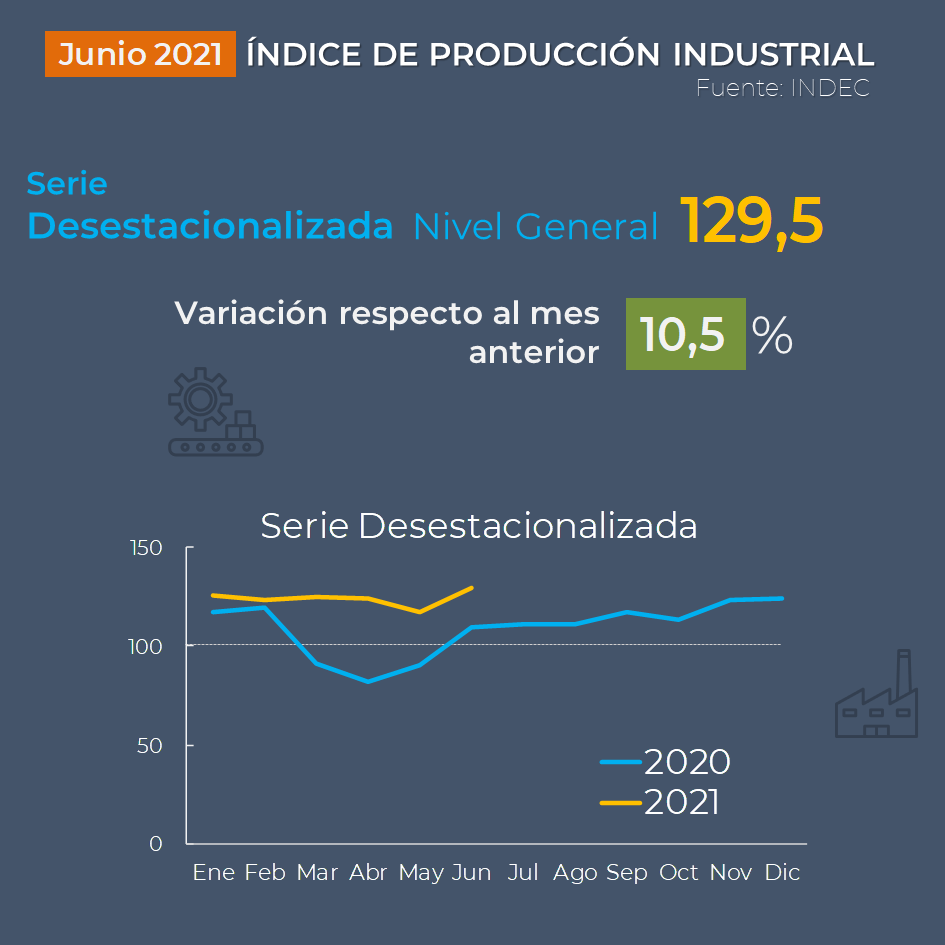 Junio 2021 ÍNDICE DE PRODUCCIÓN INDUSTRIAL
Fuente: INDEC
Serie
Desestacionalizada Nivel General 129,5
Variación respecto al mes
anterior 10,5 %
Serie Desestacionalizada
150
100
50
0
2020
2021
Ene Feb Mar Abr May Jun Jul Ago Sep Oct Nov Dic